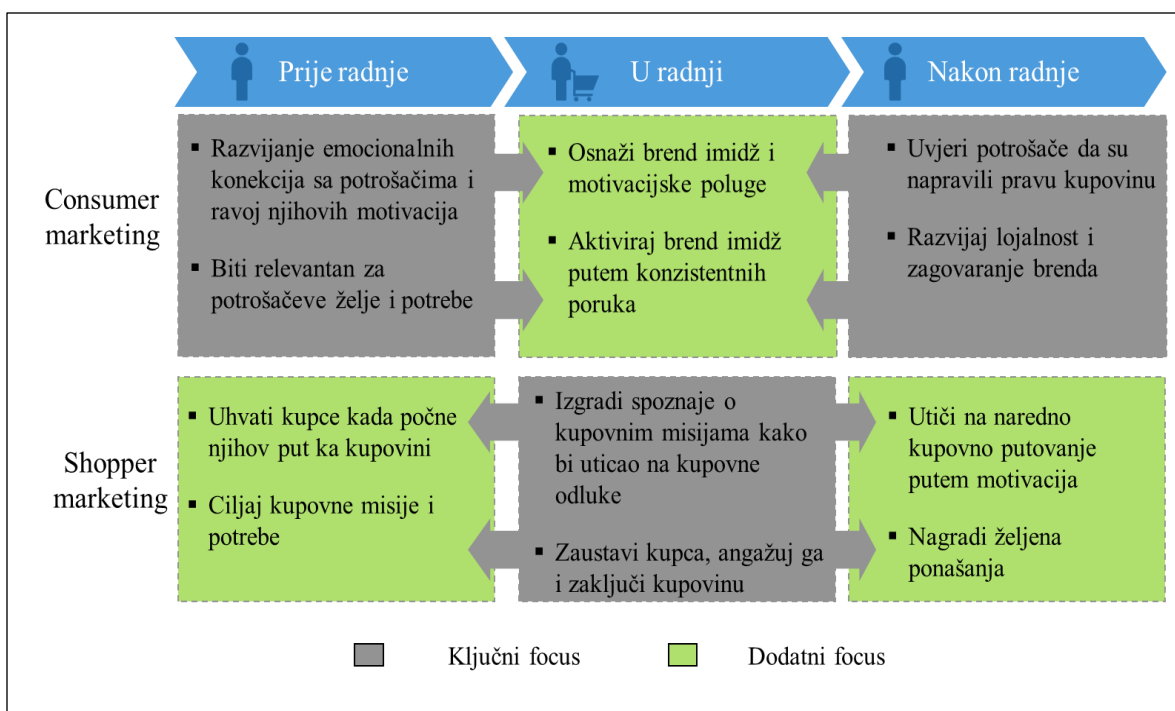 Prije radnje
U radnji
Nakon radnje
Consumer
marketing
▪ Razvijanje emocionalnih
konekcija sa potrošačima i
ravoj njihovih motivacija
▪ Biti relevantan za
potrošačeve želje i potrebe
▪ Osnaži brend imidž i
motivacijske poluge
▪ Aktiviraj brend imidž
putem konzistentnih
poruka
▪ Uvjeri potrošače da su
napravili pravu kupovinu
▪ Razvijaj lojalnost i
zagovaranje brenda
Shopper
marketing
▪ Uhvati kupce kada počne
njihov put ka kupovini
▪ Ciljaj kupovne misije i
potrebe
▪ Izgradi spoznaje o
kupovnim misijama kako
bi uticao na kupovne
odluke
▪ Zaustavi kupca, angažuj ga
i zaključi kupovinu
▪ Utiči na naredno
kupovno putovanje
putem motivacija
▪ Nagradi željena
ponašanja
Ključni focus
Dodatni focus